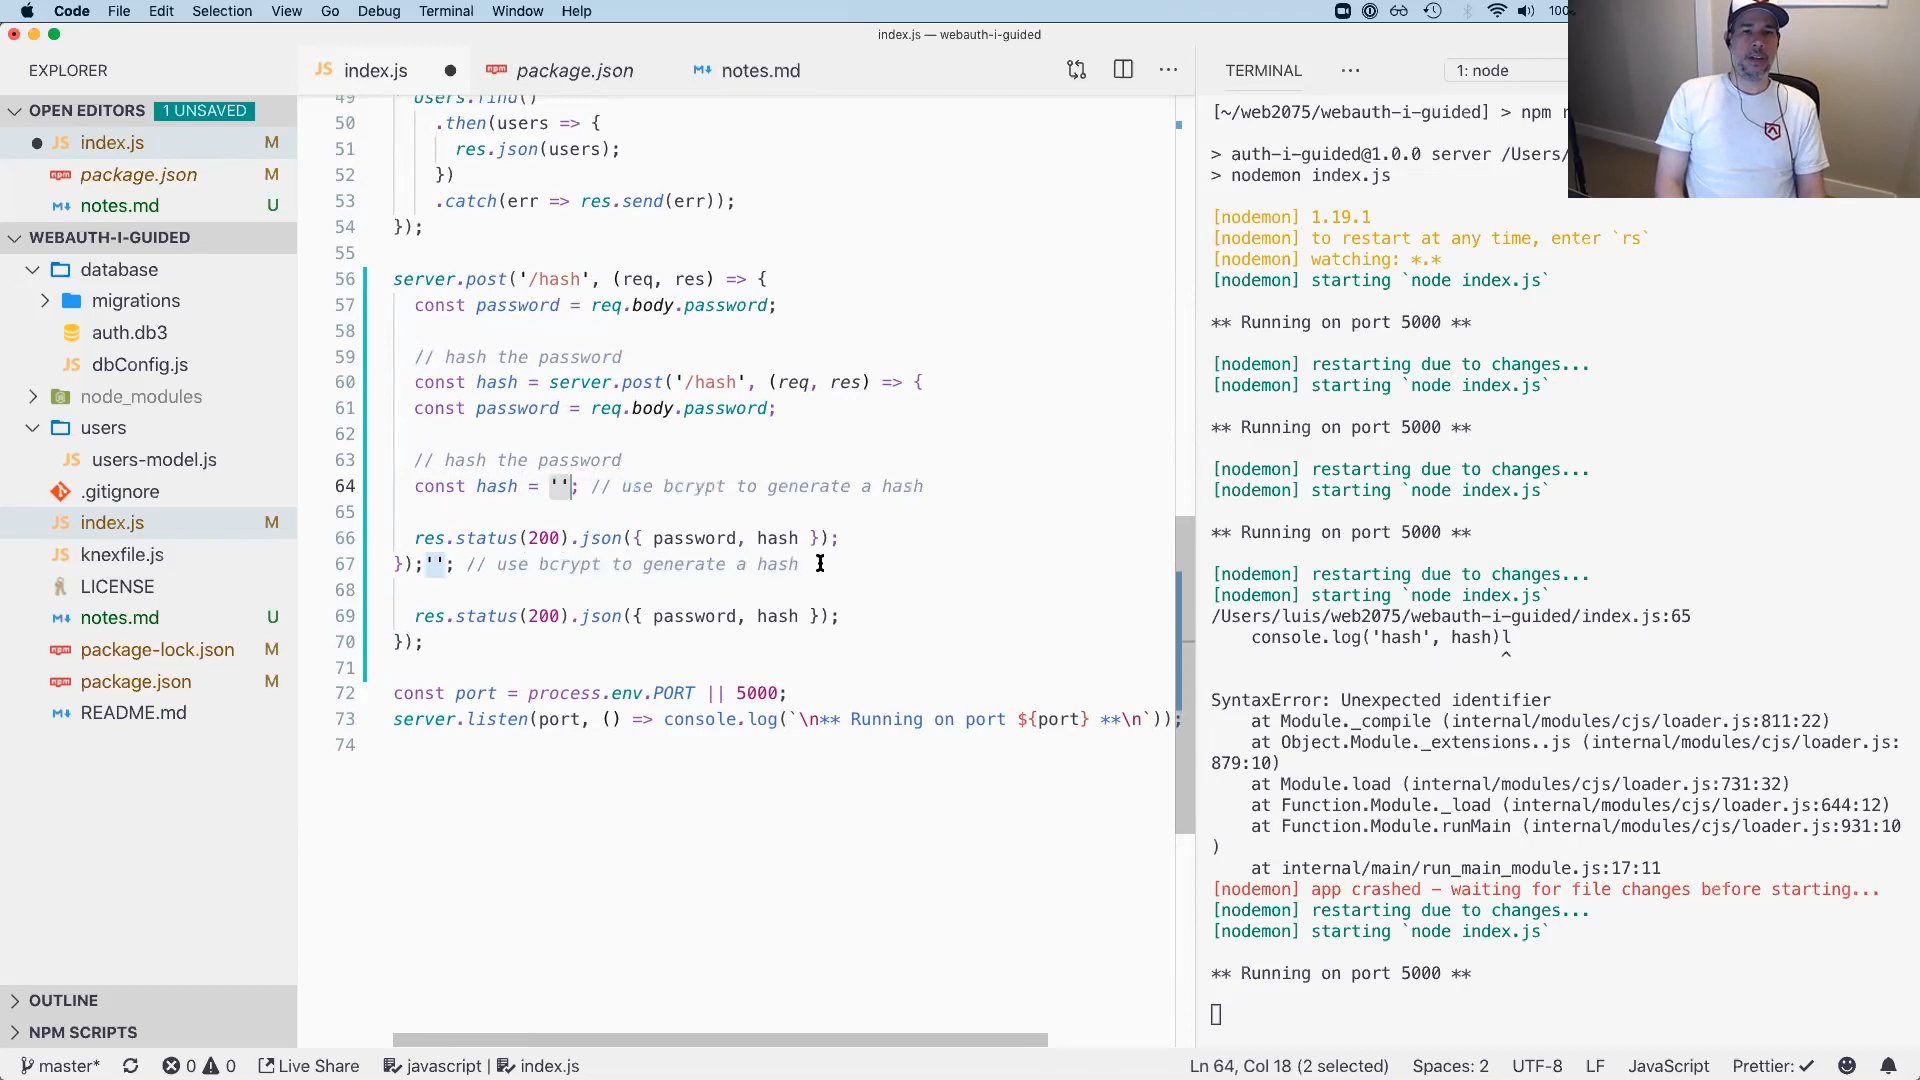 Code File Edit Selection View Go Debug Terminal Window Help 100
index.js — webauth-i-guided
EXPLORER
OPEN EDITORS 1 UNSAVED
index.js M
package.json M
notes.md U
WEBAUTH-I-GUIDED
database
migrations
auth.db3
dbConfig.js
node_modules
users
users-model.js
.gitignore
index.js M
knexfile.js
LICENSE
notes.md U
package-lock.json M
package.json M
README.md
OUTLINE
NPM SCRIPTS
index.js package.json notes.md
49 Users.find()
50 .then(users => {
51 res.json(users);
52 })
53 .catch(err => res.send(err));
54 });
55
56 server.post('/hash', (req, res) => {
57 const password = req.body.password;
58
59 // hash the password
60 const hash = server.post('/hash', (req, res) => {
61 const password = req.body.password;
62
63 // hash the password
64 const hash = ''; // use bcrypt to generate a hash
65
66 res.status(200).json({ password, hash });
67 });''; // use bcrypt to generate a hash
68
69 res.status(200).json({ password, hash });
70 });
71
72 const port = process.env.PORT || 5000;
73 server.listen(port, () => console.log(`\n** Running on port ${port} **\n`));
74
TERMINAL 1: node
[~/web2075/webauth-i-guided] > npm r
> auth-i-guided@1.0.0 server /Users/
> nodemon index.js
[nodemon] 1.19.1
[nodemon] to restart at any time, enter `rs`
[nodemon] watching: *.*
[nodemon] starting `node index.js`
** Running on port 5000 **
[nodemon] restarting due to changes...
[nodemon] starting `node index.js`
** Running on port 5000 **
[nodemon] restarting due to changes...
[nodemon] starting `node index.js`
** Running on port 5000 **
[nodemon] restarting due to changes...
[nodemon] starting `node index.js`
/Users/luis/web2075/webauth-i-guided/index.js:65
console.log('hash', hash)l
^
SyntaxError: Unexpected identifier
at Module._compile (internal/modules/cjs/loader.js:811:22)
at Object.Module._extensions..js (internal/modules/cjs/loader.js:
879:10)
at Module.load (internal/modules/cjs/loader.js:731:32)
at Function.Module._load (internal/modules/cjs/loader.js:644:12)
at Function.Module.runMain (internal/modules/cjs/loader.js:931:10
)
at internal/main/run_main_module.js:17:11
[nodemon] app crashed - waiting for file changes before starting...
[nodemon] restarting due to changes...
[nodemon] starting `node index.js`
** Running on port 5000 **
master* 0 0 Live Share javascript | index.js Ln 64, Col 18 (2 selected) Spaces: 2 UTF-8 LF JavaScript Prettier: ✓